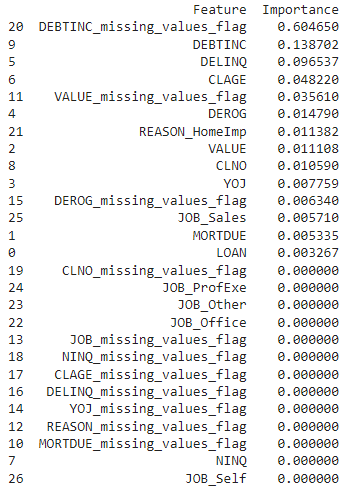 Feature Importance
20 DEBTINC_missing_values_flag 0.604650
9 DEBTINC 0.138702
5 DELINQ 0.096537
6 CLAGE 0.048220
11 VALUE_missing_values_flag 0.035610
4 DEROG 0.014790
21 REASON_HomeImp 0.011382
2 VALUE 0.011108
8 CLNO 0.010590
3 YOJ 0.007759
15 DEROG_missing_values_flag 0.006340
25 JOB_Sales 0.005710
1 MORTDUE 0.005335
0 LOAN 0.003267
19 CLNO_missing_values_flag 0.000000
24 JOB_ProfExe 0.000000
23 JOB_Other 0.000000
22 JOB_Office 0.000000
13 JOB_missing_values_flag 0.000000
18 NINQ_missing_values_flag 0.000000
17 CLAGE_missing_values_flag 0.000000
16 DELINQ_missing_values_flag 0.000000
14 YOJ_missing_values_flag 0.000000
12 REASON_missing_values_flag 0.000000
10 MORTDUE_missing_values_flag 0.000000
7 NINQ 0.000000
26 JOB_Self 0.000000